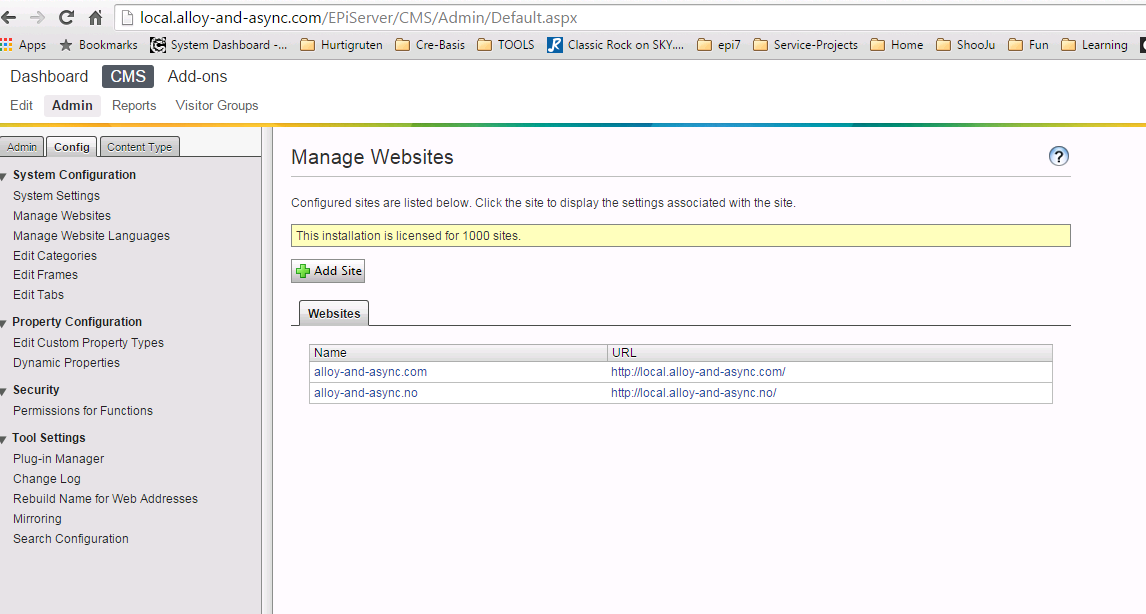 local.alloy-and-async.com/EPiServer/CMS/Admin/Default.aspx
Apps Bookmarks System Dashboard -... Hurtigruten Cre-Basis TOOLS Classic Rock on SKY.... epi7 Service-Projects Home ShooJu Fun Learning
Dashboard CMS Add-ons
Edit Admin Reports Visitor Groups
Admin Config Content Type
System Configuration
System Settings
Manage Websites
Manage Website Languages
Edit Categories
Edit Frames
Edit Tabs
Property Configuration
Edit Custom Property Types
Dynamic Properties
Security
Permissions for Functions
Tool Settings
Plug-in Manager
Change Log
Rebuild Name for Web Addresses
Mirroring
Search Configuration
Manage Websites
?
Configured sites are listed below. Click the site to display the settings associated with the site.
This installation is licensed for 1000 sites.
Add Site
Websites
Name URL
alloy-and-async.com http://local.alloy-and-async.com/
alloy-and-async.no http://local.alloy-and-async.no/